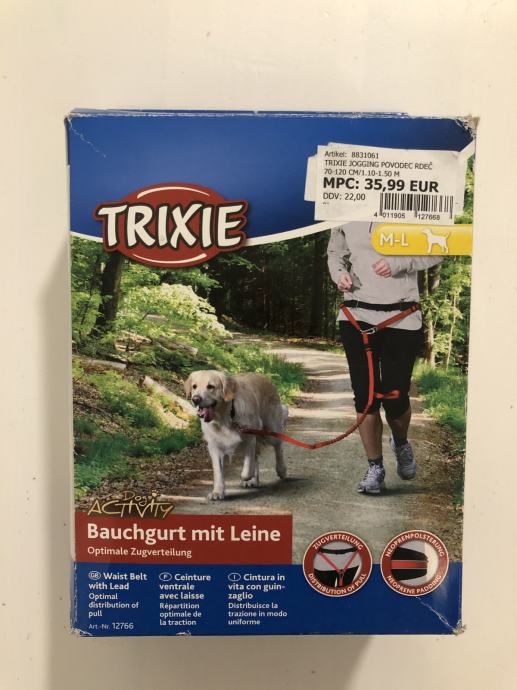 Artikel: 8831061
TRIXIE JOGGING POVODEC RDEČ
70-120 CM/1.10-1.50 M
MPC: 35,99 EUR
DDV: 22,00
4 011905 127668
TRIXIE
M-L
Dog
ACTIVITY
Bauchgurt mit Leine
Optimale Zugverteilung
ZUGVERTEILUNG
DISTRIBUTION OF PULL
NEOPRENPOLSTERUNG
NEOPRENE PADDING
GB Waist Belt
with Lead
Optimal
distribution of
pull
F Ceinture
ventrale
avec laisse
Répartition
optimale de
la traction
I Cintura in
vita con guin-
zaglio
Distribuisce la
trazione in modo
uniforme
Art.-Nr. 12766